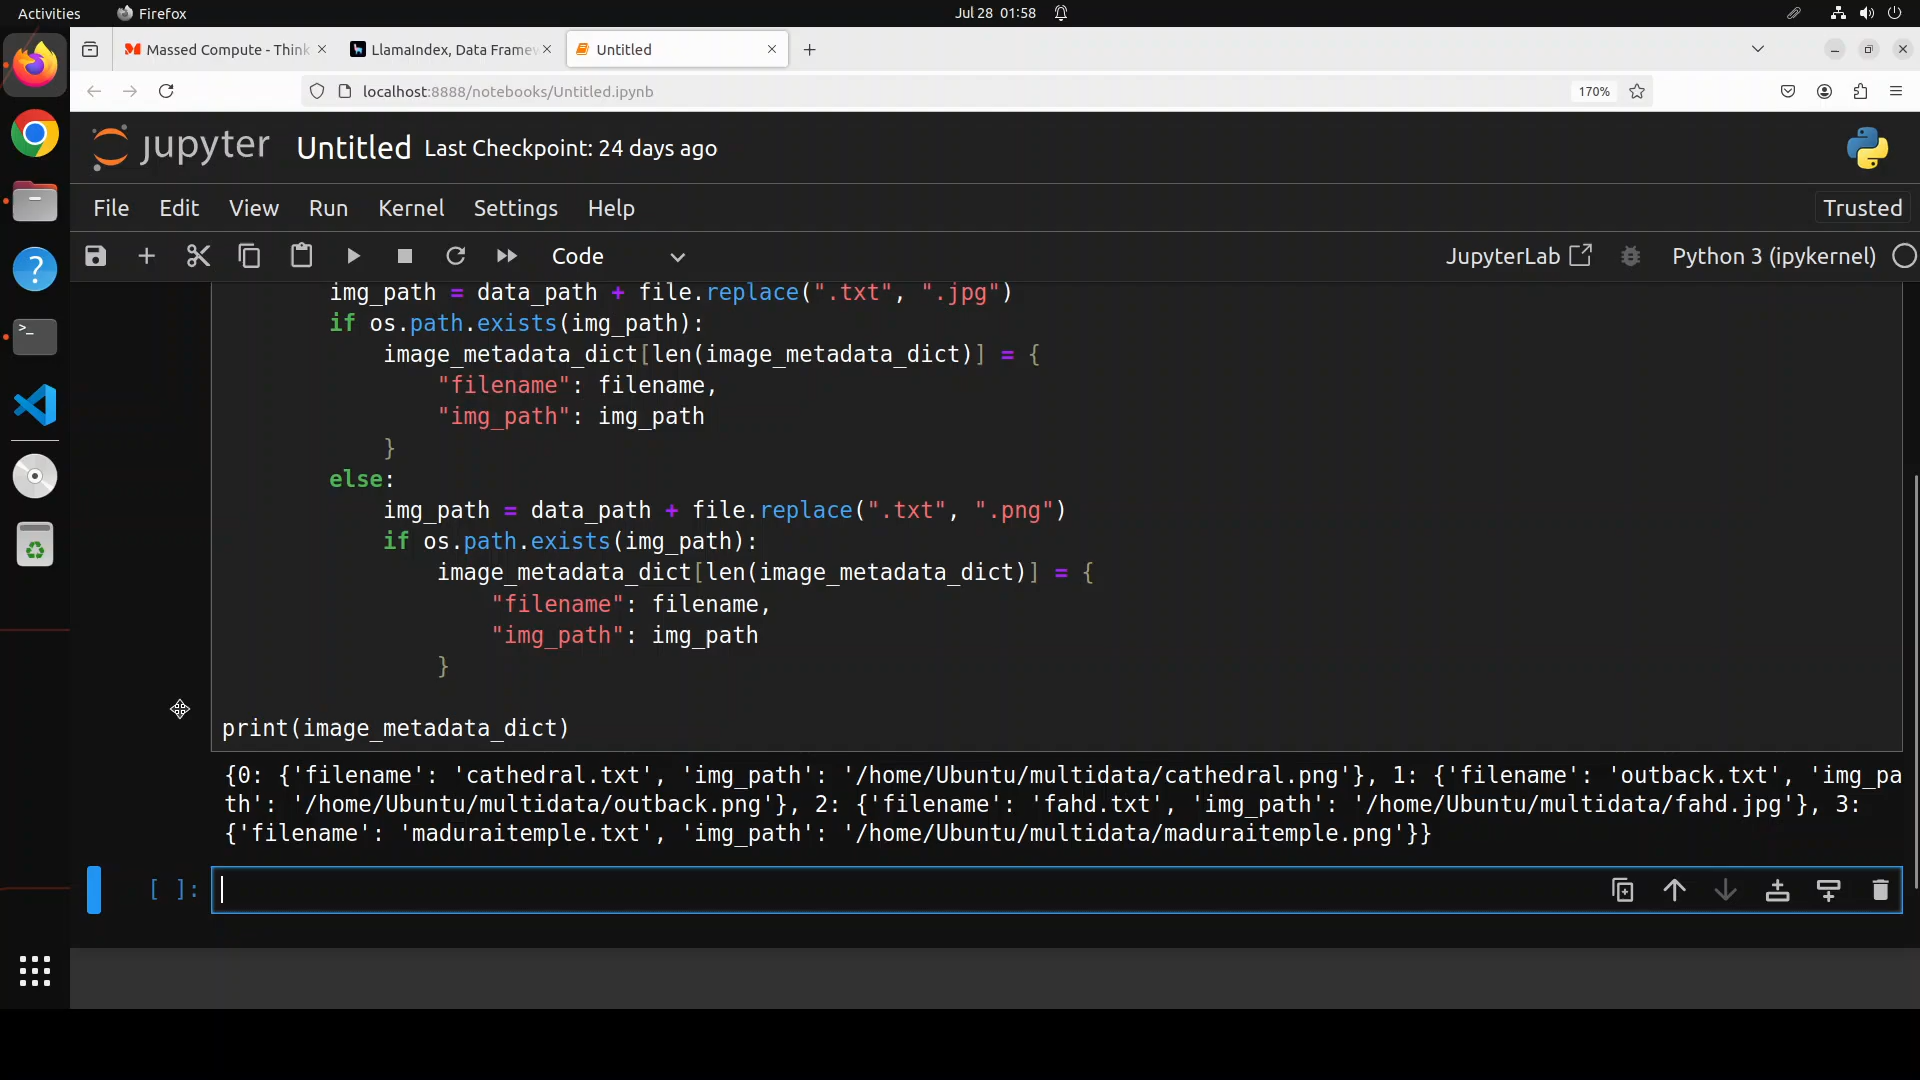 Activities
Firefox
Jul 28 01:58
Massed Compute - Think
LlamaIndex, Data Framew
Untitled
localhost:8888/notebooks/Untitled.ipynb
170%
jupyter
Untitled
Last Checkpoint: 24 days ago
File
Edit
View
Run
Kernel
Settings
Help
Trusted
Code
JupyterLab
Python 3 (ipykernel)
img_path = data_path + file.replace(".txt", ".jpg")
if os.path.exists(img_path):
image_metadata_dict[len(image_metadata_dict)] = {
"filename": filename,
"img_path": img_path
}
else:
img_path = data_path + file.replace(".txt", ".png")
if os.path.exists(img_path):
image_metadata_dict[len(image_metadata_dict)] = {
"filename": filename,
"img_path": img_path
}
print(image_metadata_dict)
{0: {'filename': 'cathedral.txt', 'img_path': '/home/Ubuntu/multidata/cathedral.png'}, 1: {'filename': 'outback.txt', 'img_pa
th': '/home/Ubuntu/multidata/outback.png'}, 2: {'filename': 'fahd.txt', 'img_path': '/home/Ubuntu/multidata/fahd.jpg'}, 3:
{'filename': 'maduraitemple.txt', 'img_path': '/home/Ubuntu/multidata/maduraitemple.png'}}
[ ]: